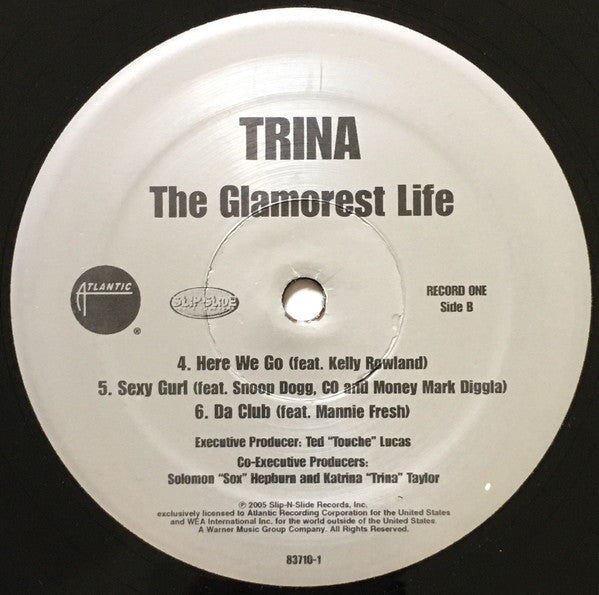 TRINA
The Glamorest Life
ATLANTIC
®
SLIP•N•SLIDE
RECORDS
RECORD ONE
Side B
4. Here We Go (feat. Kelly Rowland)
5. Sexy Gurl (feat. Snoop Dogg, CO and Money Mark Diggla)
6. Da Club (feat. Mannie Fresh)
Executive Producer: Ted "Touche" Lucas
Co-Executive Producers:
Solomon "Sox" Hepburn and Katrina "Trina" Taylor
℗ 2005 Slip-N-Slide Records, Inc.
exclusively licensed to Atlantic Recording Corporation for the United States
and WEA International Inc. for the world outside of the United States.
A Warner Music Group Company. All Rights Reserved.
83710-1